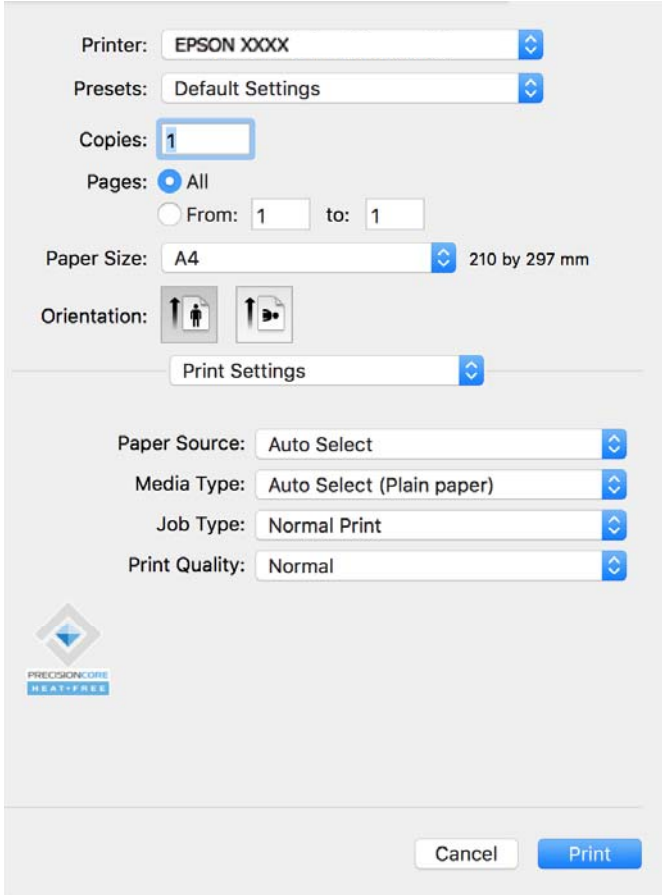 Printer: EPSON XXXX
Presets: Default Settings
Copies: 1
Pages: All
From: 1 to: 1
Paper Size: A4 210 by 297 mm
Orientation:
Print Settings
Paper Source: Auto Select
Media Type: Auto Select (Plain paper)
Job Type: Normal Print
Print Quality: Normal
PRECISIONCORE
HEAT-FREE
Cancel Print